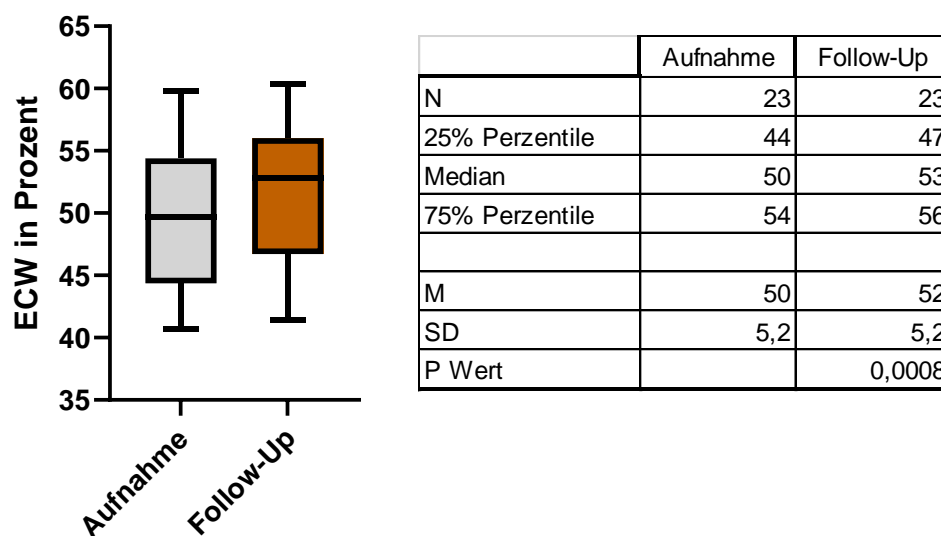 ECW in Prozent
65
60
55
50
45
40
35
Aufnahme
Follow-Up
Aufnahme Follow-Up
N 23 23
25% Perzentile 44 47
Median 50 53
75% Perzentile 54 56
M 50 52
SD 5,2 5,2
P Wert 0,0008